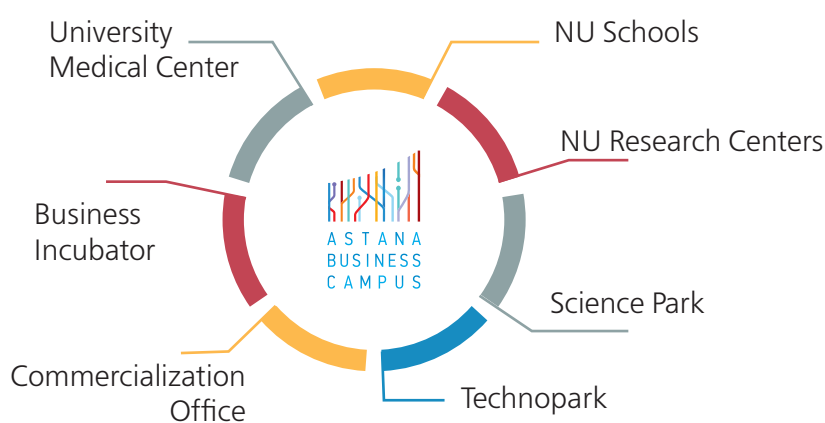 University
Medical Center
NU Schools
NU Research Centers
Business
Incubator
ASTANA
BUSINESS
CAMPUS
Science Park
Commercialization
Office
Technopark